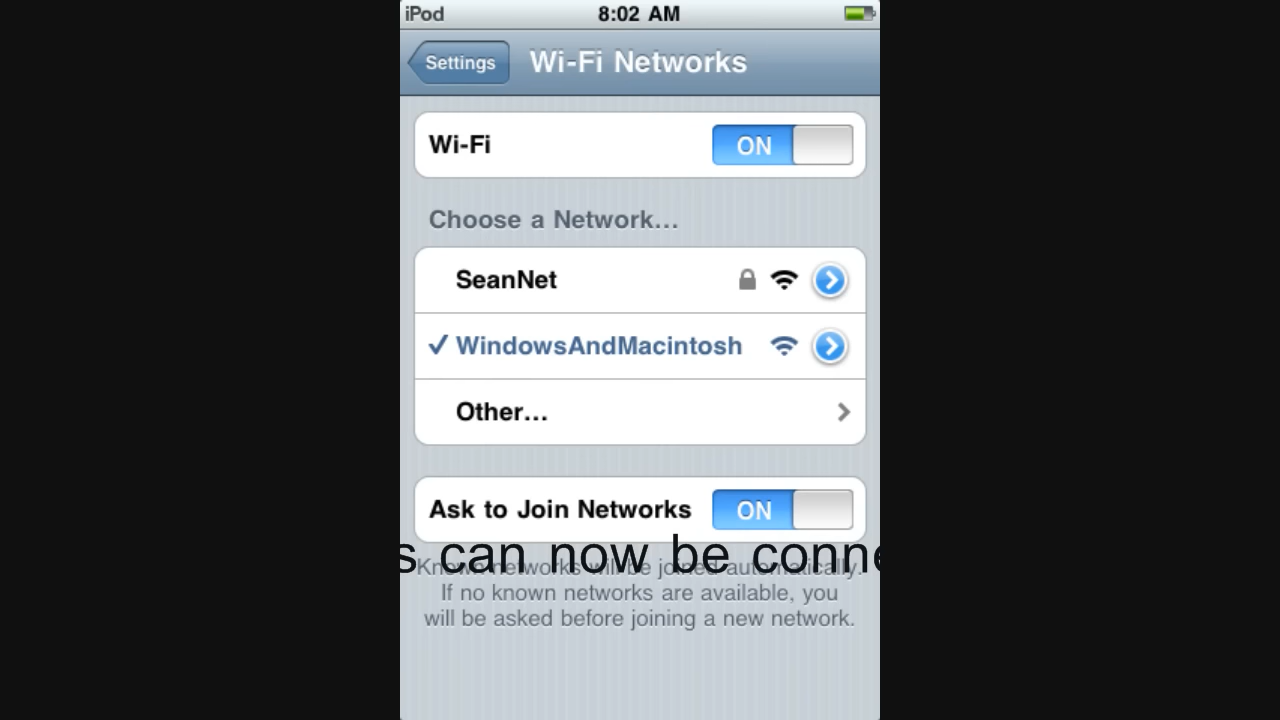 iPod 8:02 AM
Settings Wi-Fi Networks
Wi-Fi ON
Choose a Network...
SeanNet
✓ WindowsAndMacintosh
Other...
Ask to Join Networks ON
s can now be conne
Known networks will be joined automatically.
If no known networks are available, you
will be asked before joining a new network.